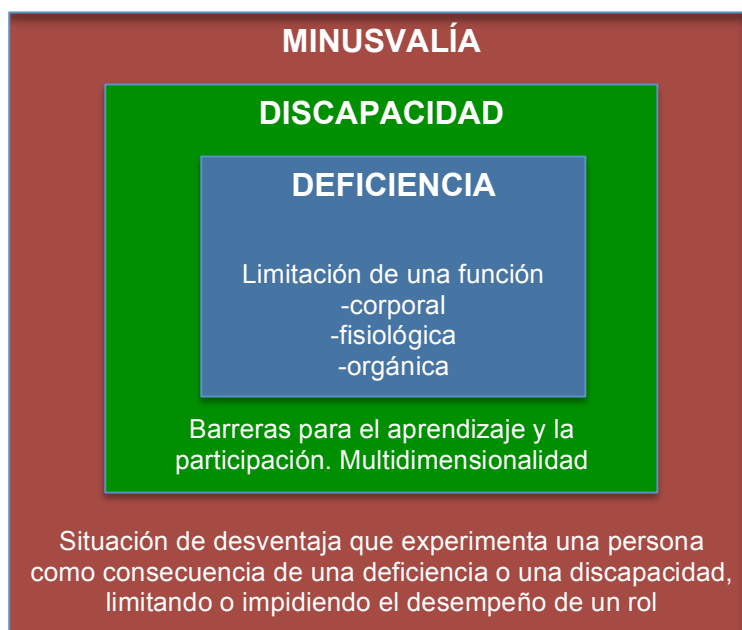 MINUSVALÍA
DISCAPACIDAD
DEFICIENCIA
Limitación de una función
-corporal
-fisiológica
-orgánica
Barreras para el aprendizaje y la
participación. Multidimensionalidad
Situación de desventaja que experimenta una persona
como consecuencia de una deficiencia o una discapacidad,
limitando o impidiendo el desempeño de un rol